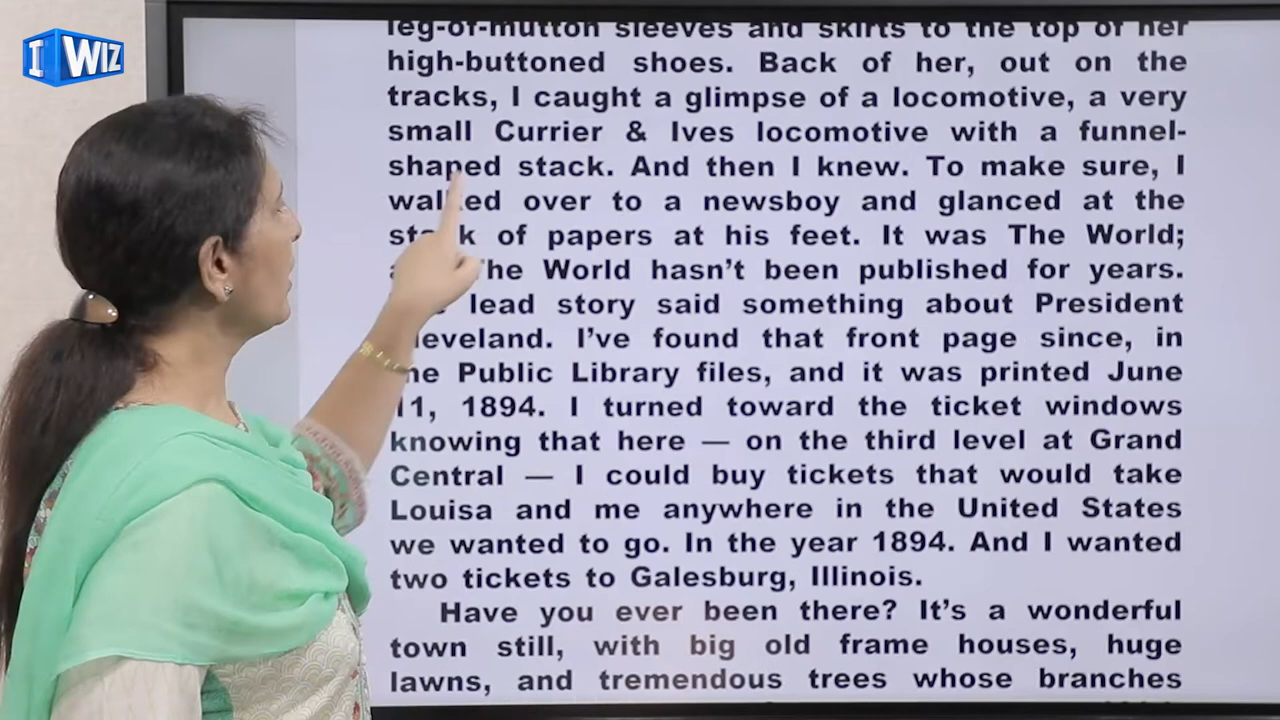 I WIZ
leg-of-mutton sleeves and skirts to the top of her
high-buttoned shoes. Back of her, out on the
tracks, I caught a glimpse of a locomotive, a very
small Currier & Ives locomotive with a funnel-
shaped stack. And then I knew. To make sure, I
walked over to a newsboy and glanced at the
stack of papers at his feet. It was The World;
The World hasn't been published for years.
lead story said something about President
Cleveland. I've found that front page since, in
the Public Library files, and it was printed June
11, 1894. I turned toward the ticket windows
knowing that here — on the third level at Grand
Central — I could buy tickets that would take
Louisa and me anywhere in the United States
we wanted to go. In the year 1894. And I wanted
two tickets to Galesburg, Illinois.
Have you ever been there? It's a wonderful
town still, with big old frame houses, huge
lawns, and tremendous trees whose branches